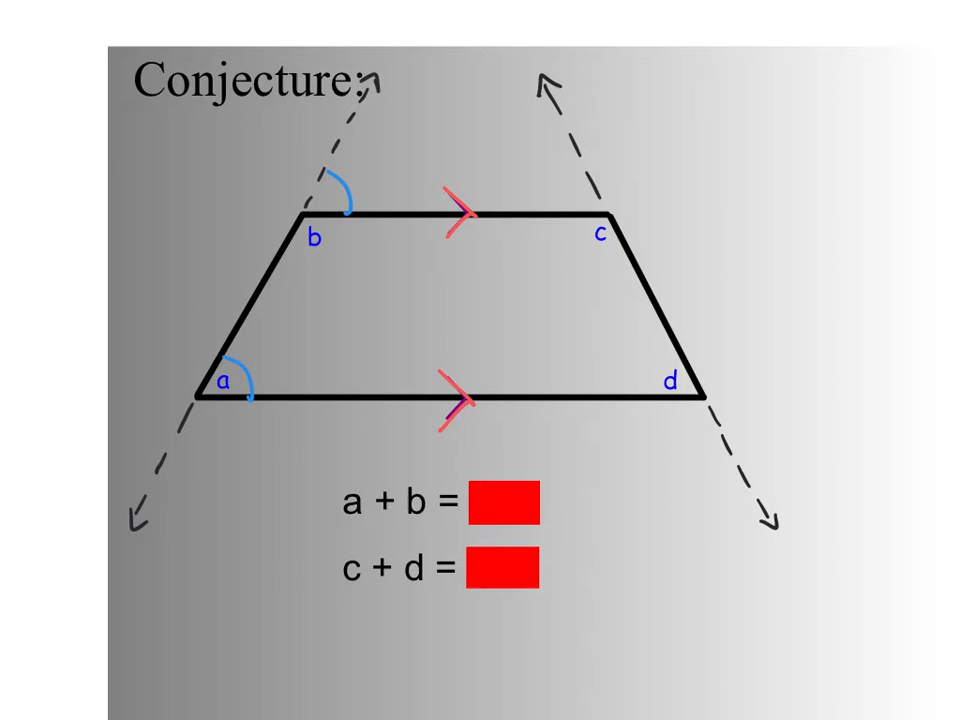 Conjecture:
b
c
a
d
a + b =
c + d =